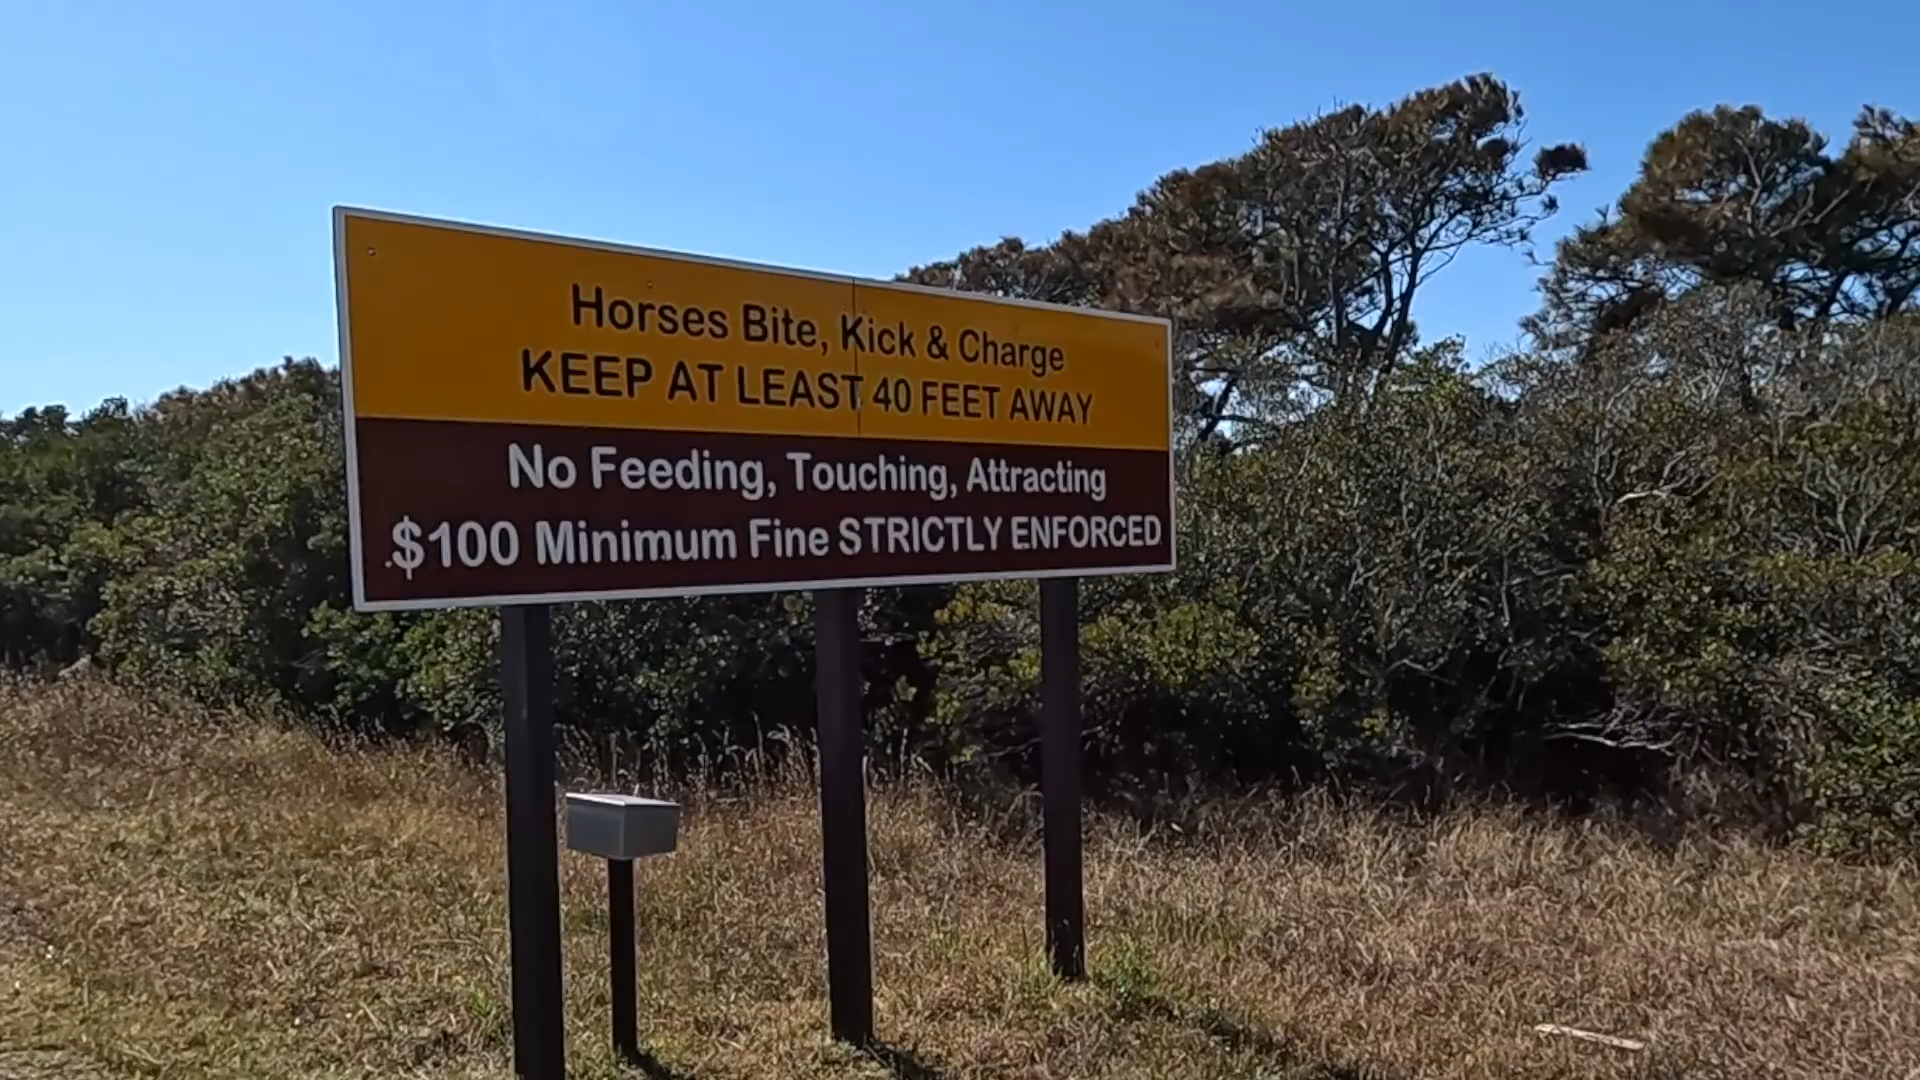 Horses Bite, Kick & Charge
KEEP AT LEAST 40 FEET AWAY
No Feeding, Touching, Attracting
$100 Minimum Fine STRICTLY ENFORCED